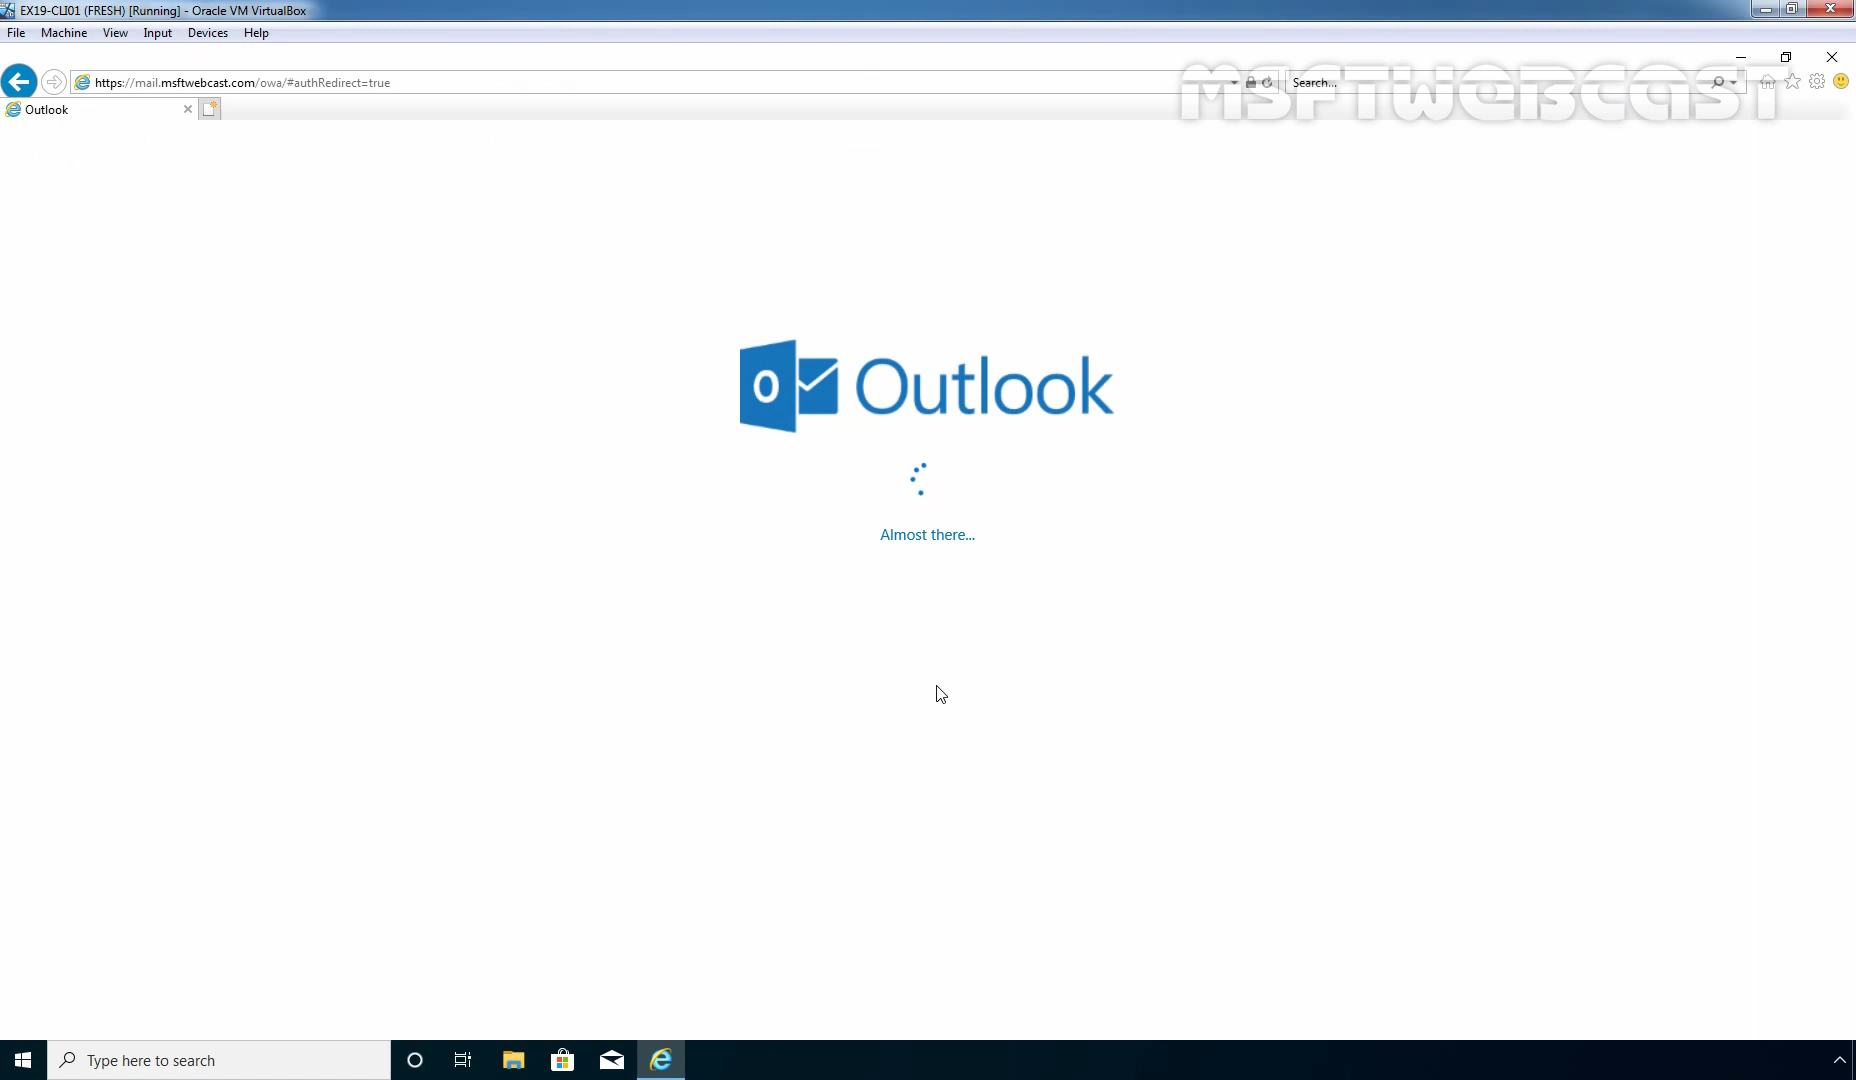 EX19-CLI01 (FRESH) [Running] - Oracle VM VirtualBox
File Machine View Input Devices Help
https://mail.msftwebcast.com/owa/#authRedirect=true
Search...
MSFTWEBCAST
Outlook
Outlook
Almost there...
Type here to search